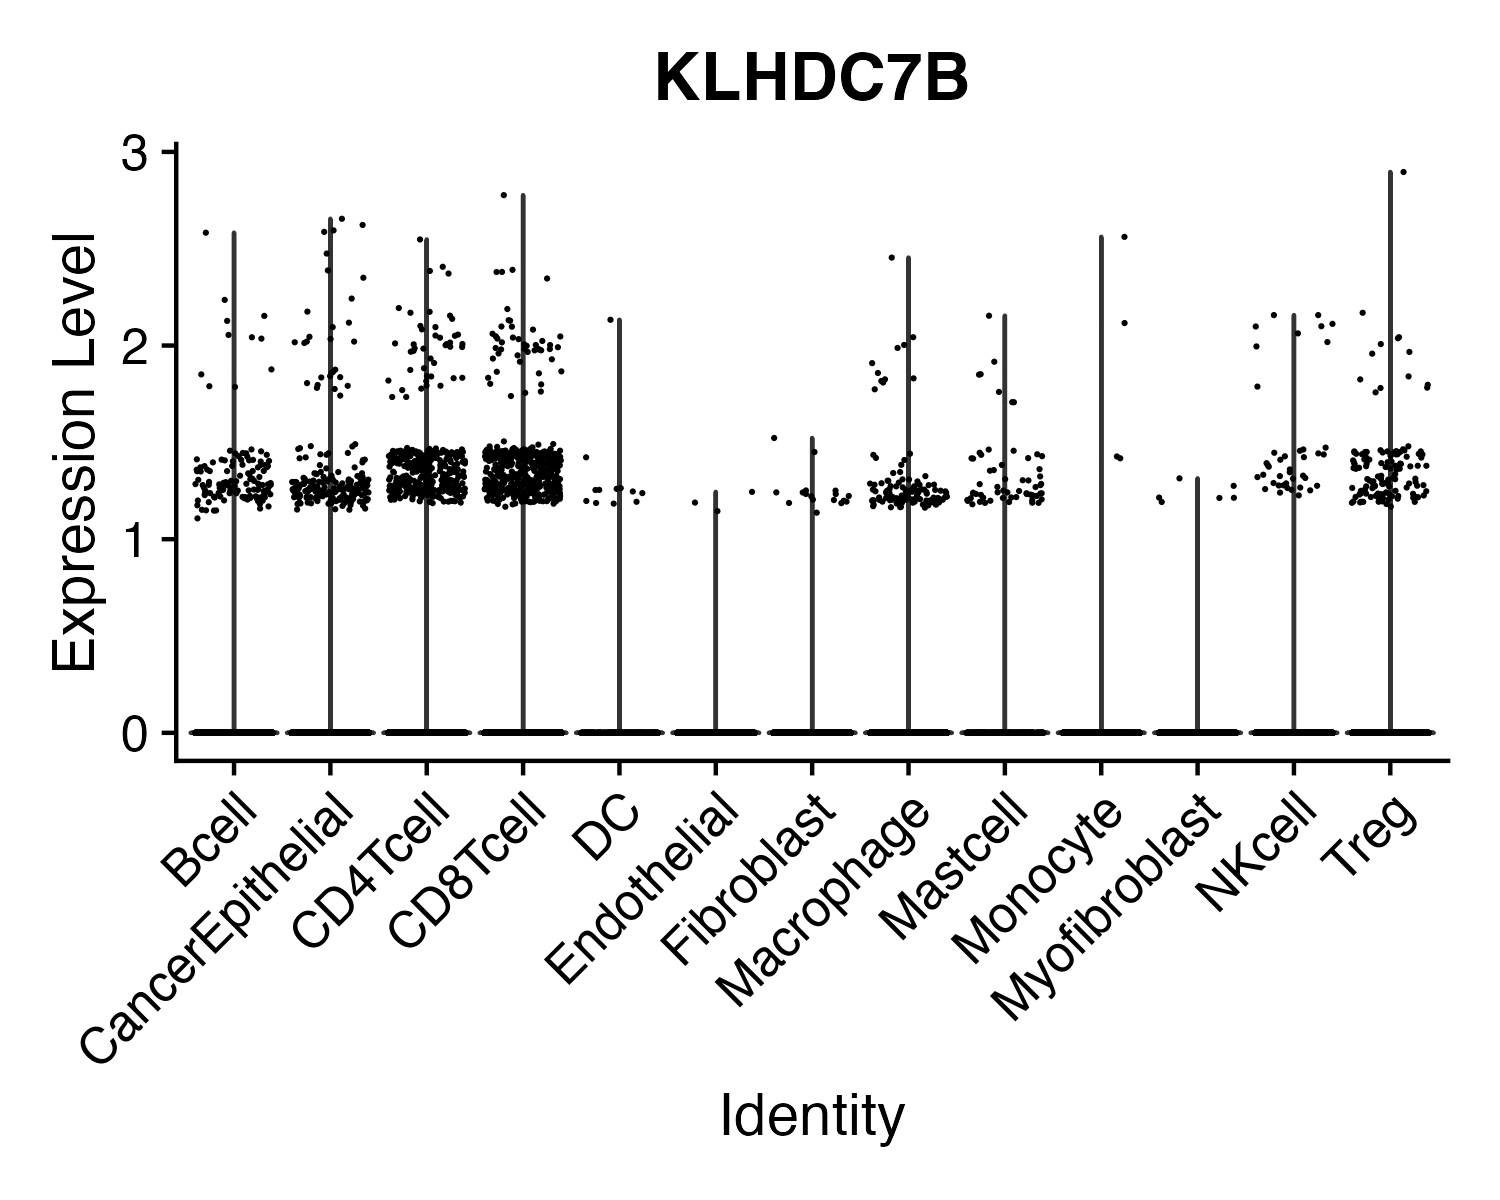 KLHDC7B
Expression Level
3
2
1
0
Bcell
CancerEpithelial
CD4Tcell
CD8Tcell
DC
Endothelial
Fibroblast
Macrophage
Mastcell
Monocyte
Myofibroblast
NKcell
Treg
Identity